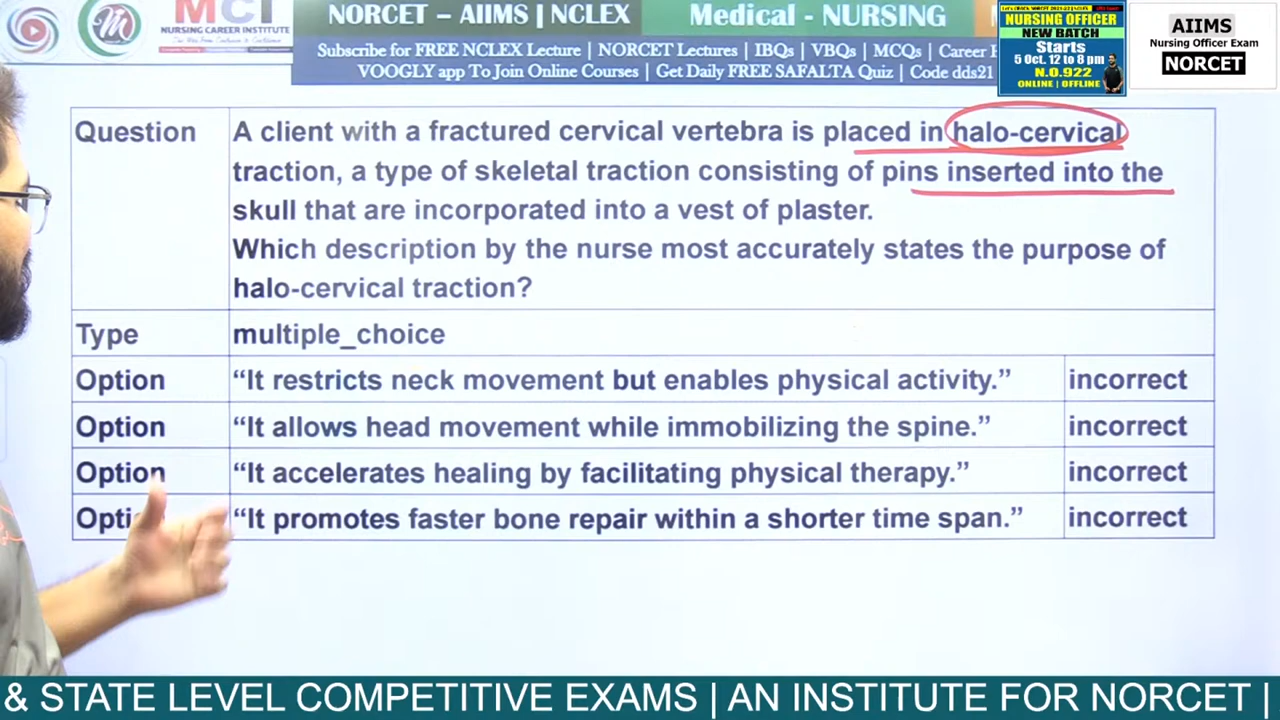 MCI
NURSING CAREER INSTITUTE
NORCET – AIIMS | NCLEX
Medical - NURSING
Subscribe for FREE NCLEX Lecture | NORCET Lectures | IBQs | VBQs | MCQs | Career
VOOGLY app To Join Online Courses | Get Daily FREE SAFALTA Quiz | Code dds21
NURSING OFFICER
NEW BATCH
Starts
5 Oct. 12 to 8 pm
N.O.922
ONLINE | OFFLINE
AIIMS
Nursing Officer Exam
NORCET
Question
A client with a fractured cervical vertebra is placed in halo-cervical
traction, a type of skeletal traction consisting of pins inserted into the
skull that are incorporated into a vest of plaster.
Which description by the nurse most accurately states the purpose of
halo-cervical traction?
Type multiple_choice
Option “It restricts neck movement but enables physical activity.” incorrect
Option “It allows head movement while immobilizing the spine.” incorrect
Option “It accelerates healing by facilitating physical therapy.” incorrect
Opti “It promotes faster bone repair within a shorter time span.” incorrect
& STATE LEVEL COMPETITIVE EXAMS | AN INSTITUTE FOR NORCET |